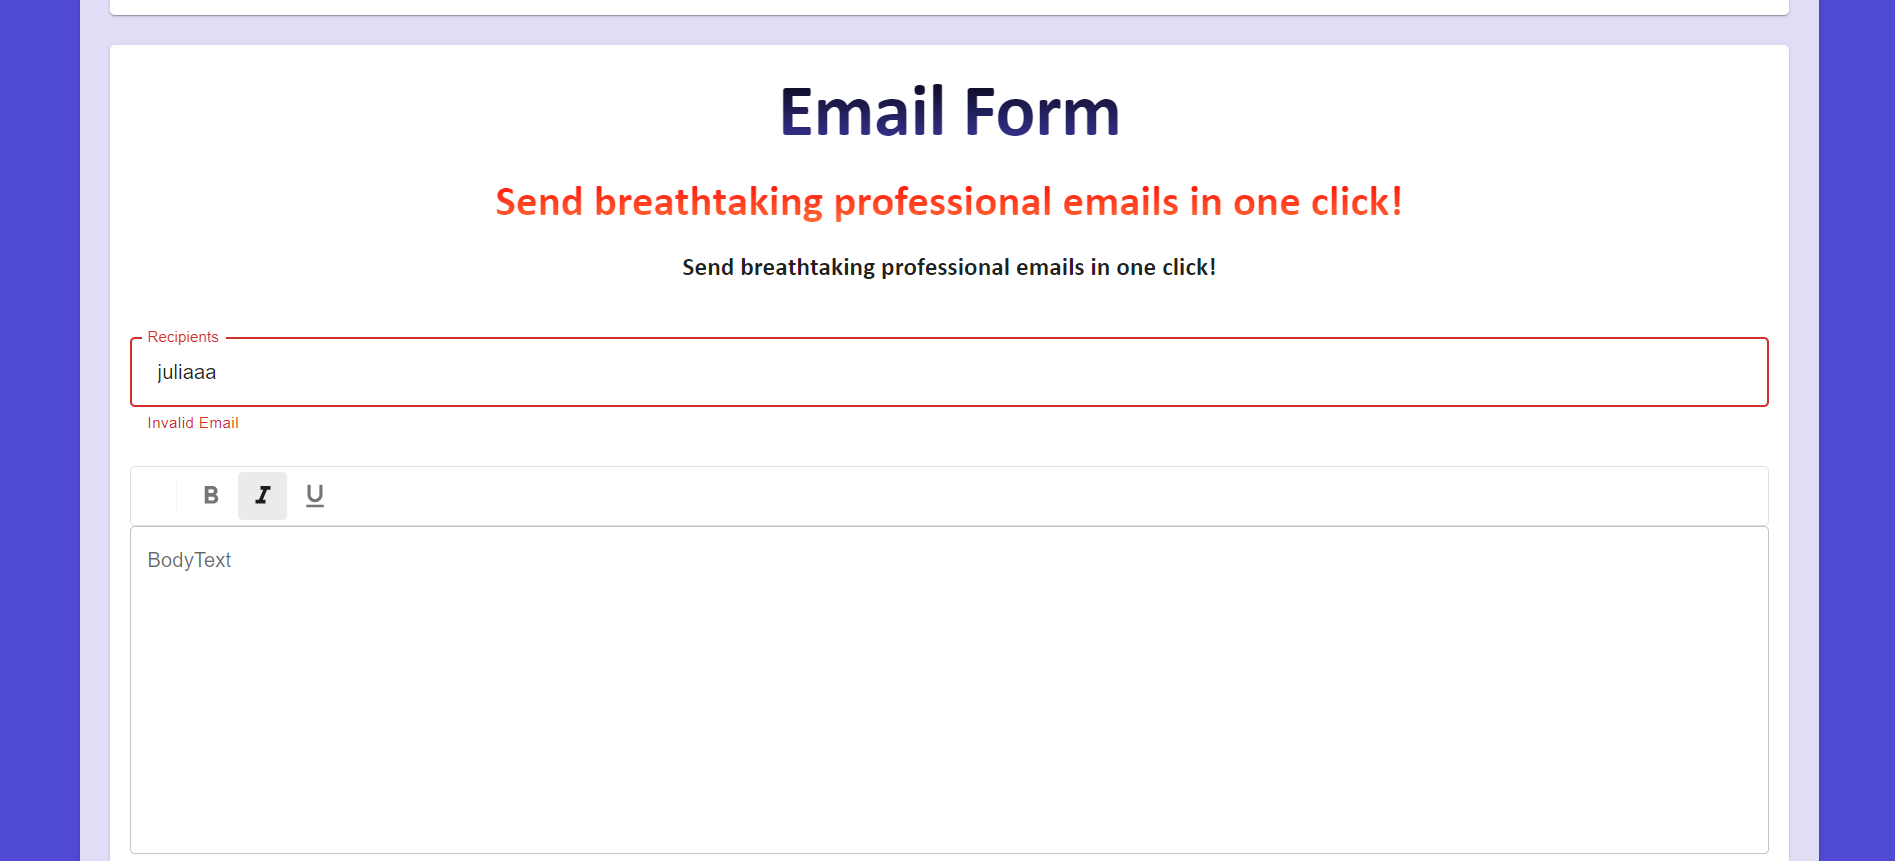 Email Form
Send breathtaking professional emails in one click!
Send breathtaking professional emails in one click!
Recipients
juliaaa
Invalid Email
B I U
BodyText